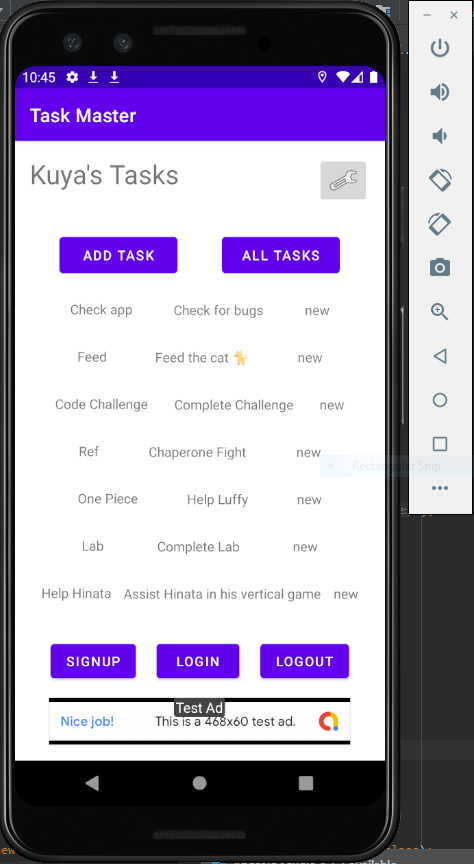 10:45
Task Master
Kuya's Tasks
ADD TASK ALL TASKS
Check app Check for bugs new
Feed Feed the cat 🐈 new
Code Challenge Complete Challenge new
Ref Chaperone Fight new
Rectangular Snip
One Piece Help Luffy new
Lab Complete Lab new
Help Hinata Assist Hinata in his vertical game new
SIGNUP LOGIN LOGOUT
Test Ad
Nice job! This is a 468x60 test ad.